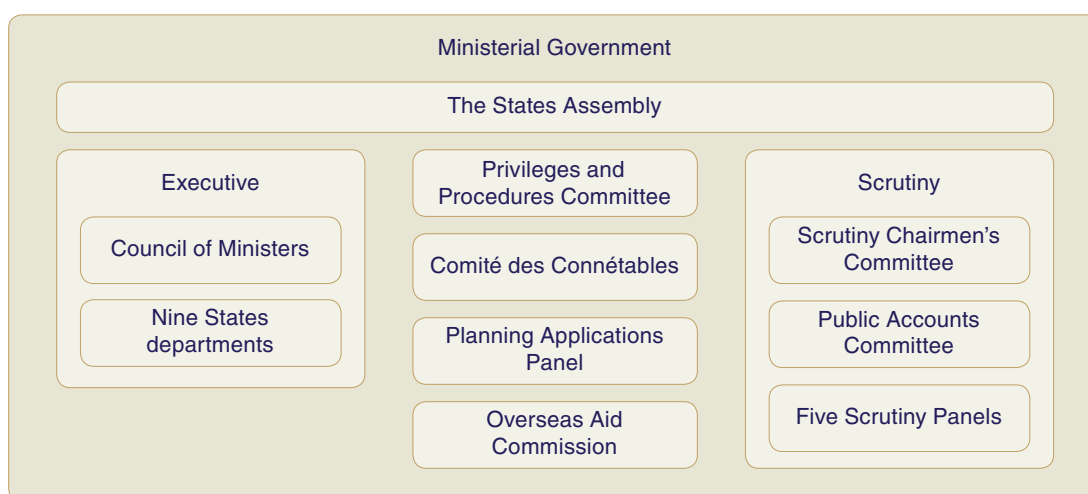 Ministerial Government
The States Assembly
Executive
Council of Ministers
Nine States
departments
Privileges and
Procedures Committee
Comité des Connétables
Planning Applications
Panel
Overseas Aid
Commission
Scrutiny
Scrutiny Chairmen’s
Committee
Public Accounts
Committee
Five Scrutiny Panels